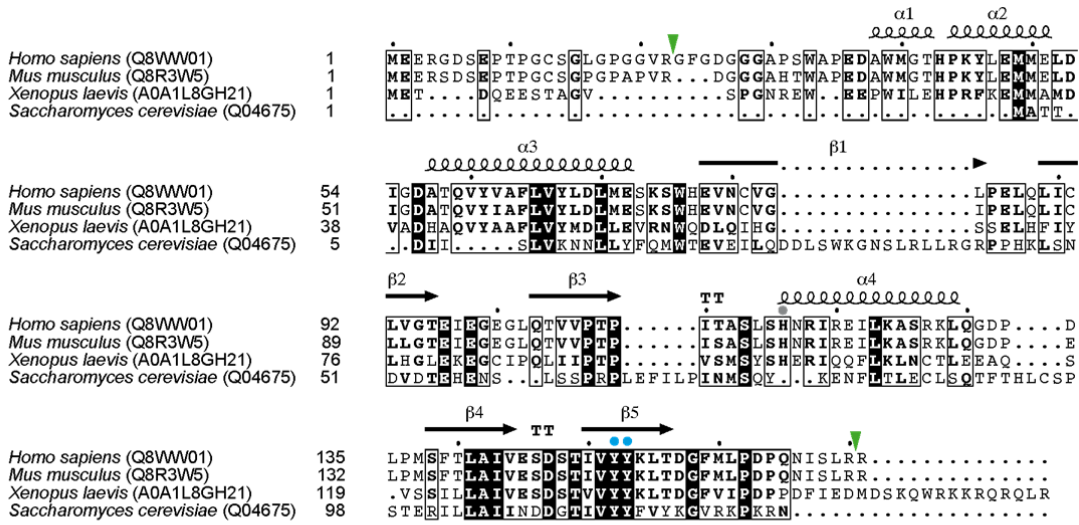 α1 α2
Homo sapiens (Q8WW01) 1 MEERGDSEPTPGCSGLGPGGVRGFGDGGGAPSWAPEDAWMGTHPKYLEMMELD
Mus musculus (Q8R3W5) 1 MEERSDSEPTPGCSGPGPAPVR...DGGGAHTWAPEDAWMGTHPKYLEMMELD
Xenopus laevis (A0A1L8GH21) 1 MET....DQEESTAGV..........SPGNREW..EEPWILEHPRFKEMMAMD
Saccharomyces cerevisiae (Q04675) 1 ................................................MATT.
α3 β1
Homo sapiens (Q8WW01) 54 IGDATQVYVAFLVYLDLMESKSWHEVNCVG...............LPELQLIC
Mus musculus (Q8R3W5) 51 IGDATQVYIAFLVYLDLMESKSWHEVNCVG...............IPELQLIC
Xenopus laevis (A0A1L8GH21) 38 VADHAQVYAAFLVYMDLLEVRNWQDLQIHG...............SSELHFIY
Saccharomyces cerevisiae (Q04675) 5 ..DII.....SLVKNNLLYFQMWTEVEILQDDLSWKGNSLRLLRGRPPHKLSN
β2 β3 TT α4
Homo sapiens (Q8WW01) 92 LVGTEIEGEGLQTVVPTP......ITASLSHNRIREILKASRKLQGDP....D
Mus musculus (Q8R3W5) 89 LLGTEIEGEGLQTVVPTP......ISASLSHNRIREILKASRKLQGDP....E
Xenopus laevis (A0A1L8GH21) 76 LHGLEKEGCIPQLIIPTP......VSMSYSHERIQQFLKLNCTLEEAQ....S
Saccharomyces cerevisiae (Q04675) 51 DVDTEHENS...LSSPRPLEFILPINMSQY...KENFLTLECLSQTFTHLCSP
β4 TT β5
Homo sapiens (Q8WW01) 135 LPMSFTLAIVESDSTIVYYKLTDGFMLPDPQNISLRR..............
Mus musculus (Q8R3W5) 132 LPMSFTLAIVESDSTIVYYKLTDGFMLPDPQNISLRR..............
Xenopus laevis (A0A1L8GH21) 119 .VSSILLAIVESDSTVVYYKLTDGFVIPDPPDFIEDMDSKQWRKKRQRQLR
Saccharomyces cerevisiae (Q04675) 98 STERILLAIINDDGTIVYYFVYKGVRKPKRN....................